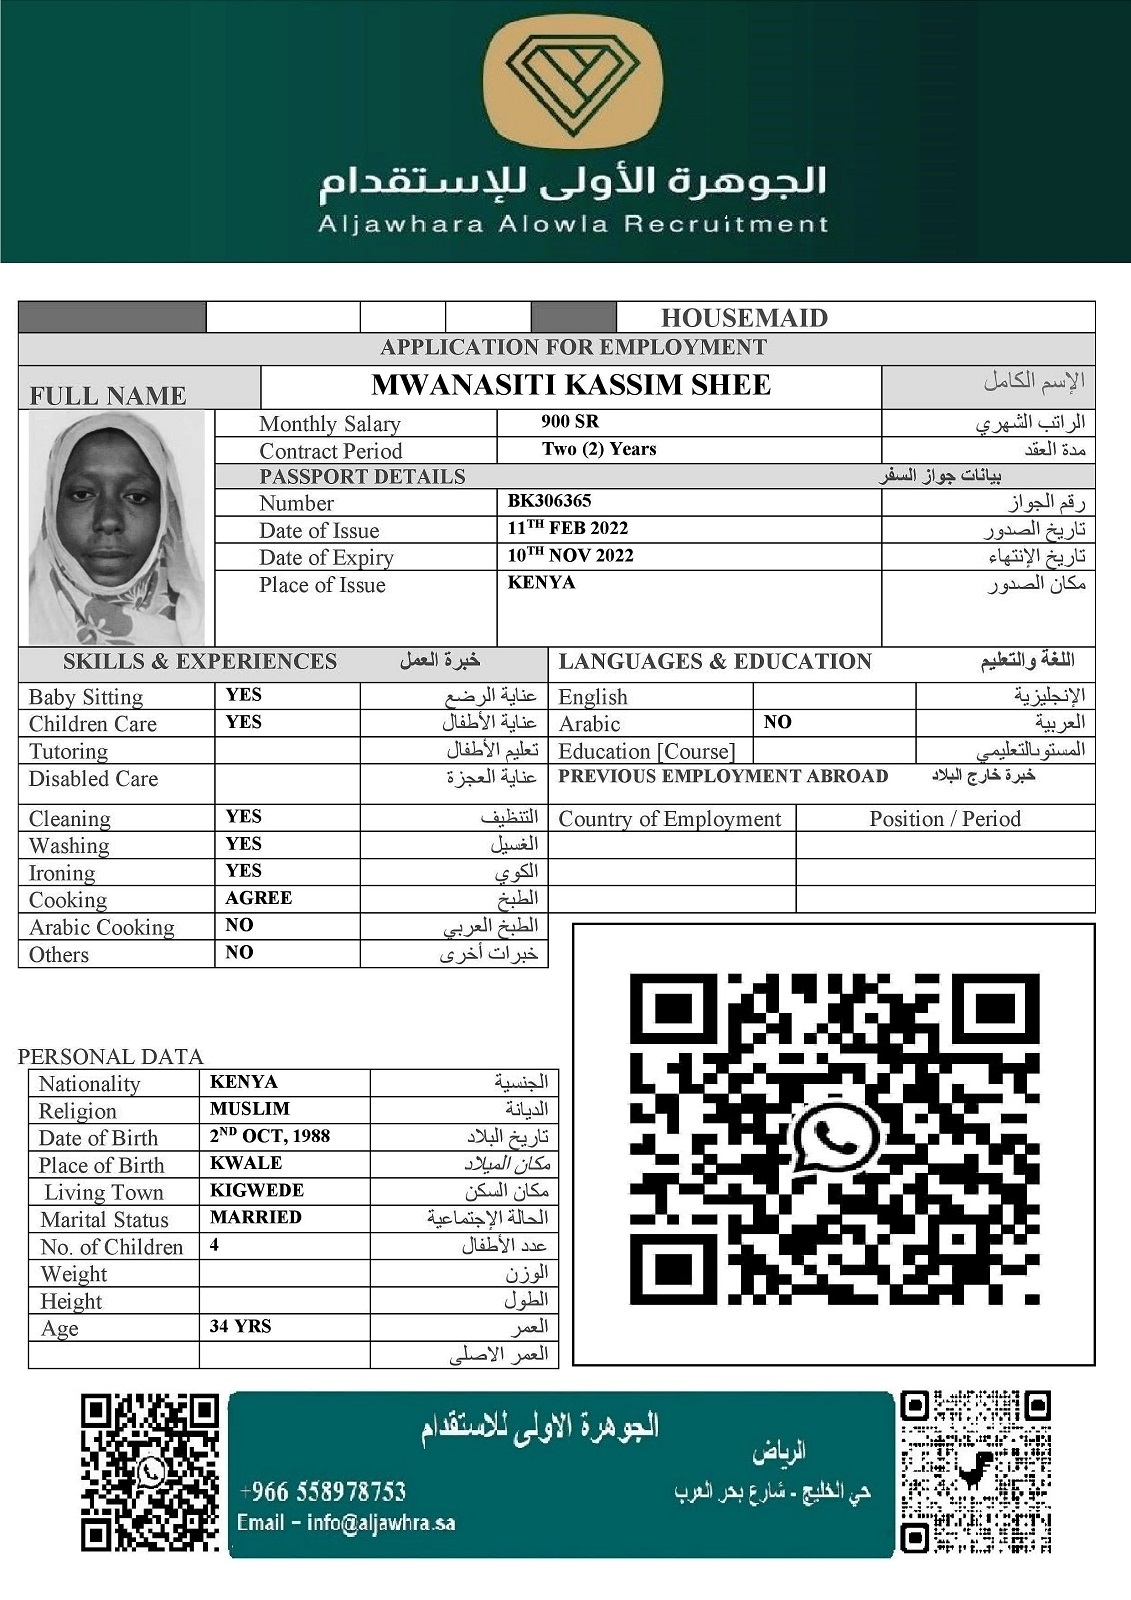 الجوهرة الأولى للإستقدام
Aljawhara Alowla Recruitment
HOUSEMAID
APPLICATION FOR EMPLOYMENT
FULL NAME MWANASITI KASSIM SHEE الإسم الكامل
Monthly Salary 900 SR الراتب الشهري
Contract Period Two (2) Years مدة العقد
PASSPORT DETAILS بيانات جواز السفر
Number BK306365 رقم الجواز
Date of Issue 11TH FEB 2022 تاريخ الصدور
Date of Expiry 10TH NOV 2022 تاريخ الإنتهاء
Place of Issue KENYA مكان الصدور
SKILLS & EXPERIENCES خبرة العمل
Baby Sitting YES عناية الرضع
Children Care YES عناية الأطفال
Tutoring تعليم الأطفال
Disabled Care عناية العجزة
Cleaning YES التنظيف
Washing YES الغسيل
Ironing YES الكوي
Cooking AGREE الطبخ
Arabic Cooking NO الطبخ العربي
Others NO خبرات أخرى
LANGUAGES & EDUCATION اللغة والتعليم
English الإنجليزية
Arabic NO العربية
Education [Course] المستوىالتعليمي
PREVIOUS EMPLOYMENT ABROAD خبرة خارج البلاد
Country of Employment Position / Period
PERSONAL DATA
Nationality KENYA الجنسية
Religion MUSLIM الديانة
Date of Birth 2ND OCT, 1988 تاريخ البلاد
Place of Birth KWALE مكان الميلاد
Living Town KIGWEDE مكان السكن
Marital Status MARRIED الحالة الإجتماعية
No. of Children 4 عدد الأطفال
Weight الوزن
Height الطول
Age 34 YRS العمر
العمر الاصلى
الجوهرة الاولى للاستقدام
الرياض
+966 558978753
حي الخليج - شارع بحر العرب
Email – info@aljawhra.sa